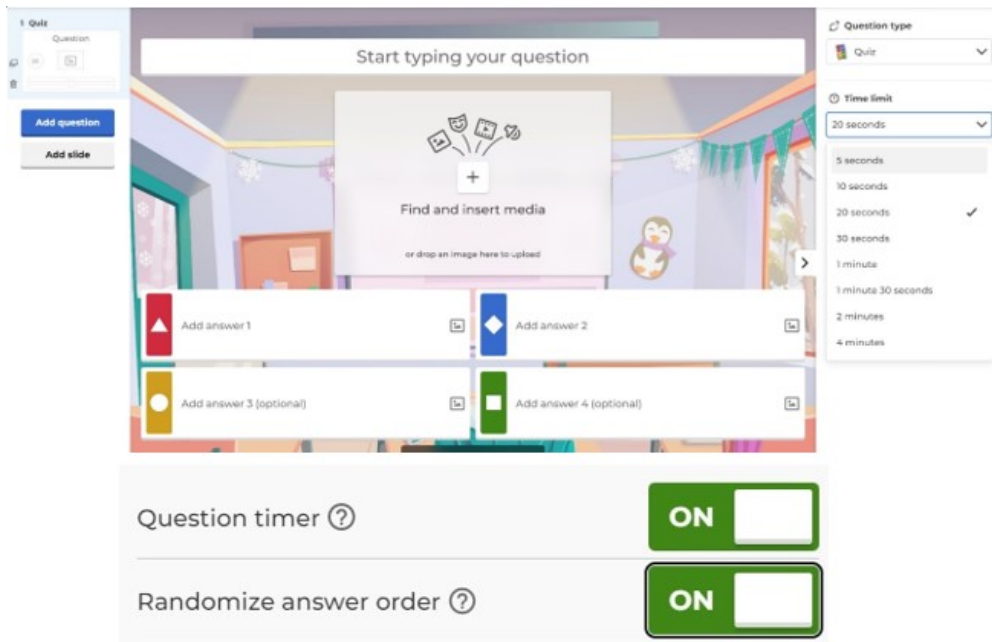 1 Quiz
Question
Add question
Add slide
Start typing your question
Find and insert media
or drop an image here to upload
Add answer 1
Add answer 2
Add answer 3 (optional)
Add answer 4 (optional)
Question type
Quiz
Time limit
20 seconds
5 seconds
10 seconds
20 seconds
30 seconds
1 minute
1 minute 30 seconds
2 minutes
4 minutes
Question timer ?
ON
Randomize answer order ?
ON